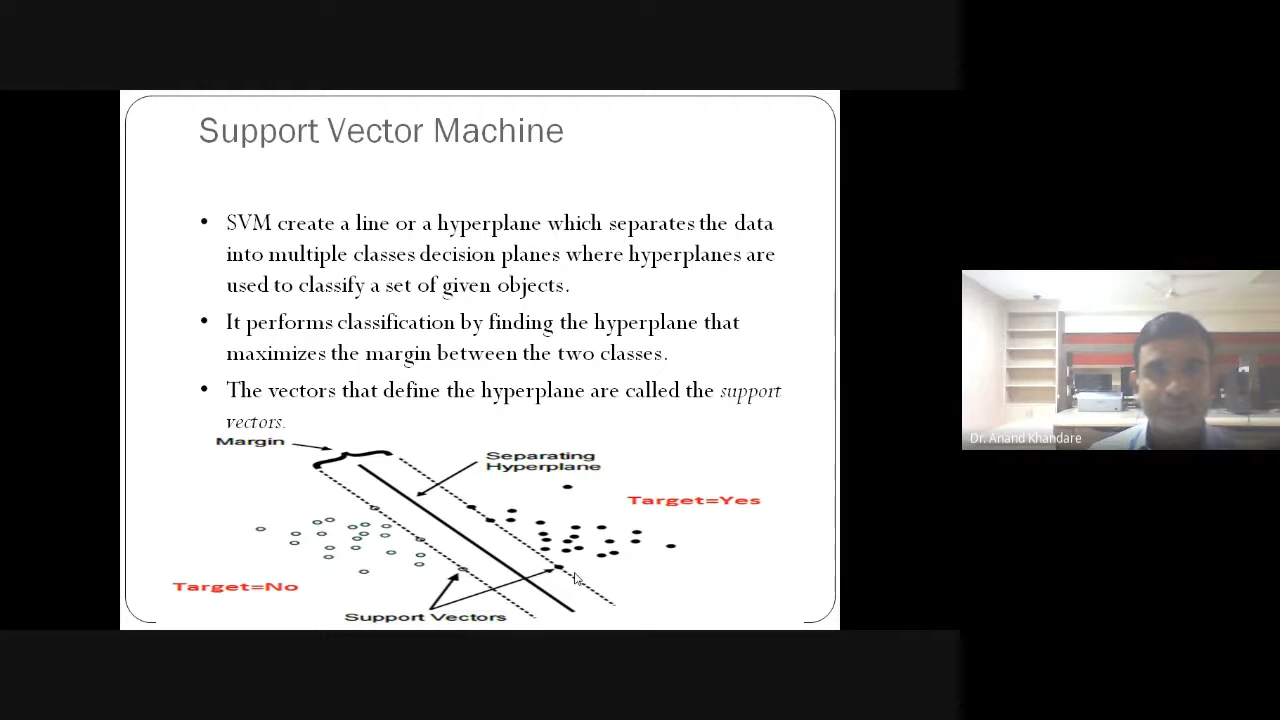 Support Vector Machine
• SVM create a line or a hyperplane which separates the data
into multiple classes decision planes where hyperplanes are
used to classify a set of given objects.
• It performs classification by finding the hyperplane that
maximizes the margin between the two classes.
• The vectors that define the hyperplane are called the support
vectors.
Margin
Separating
Hyperplane
Target=Yes
Target=No
Support Vectors
Dr. Anand Khandare